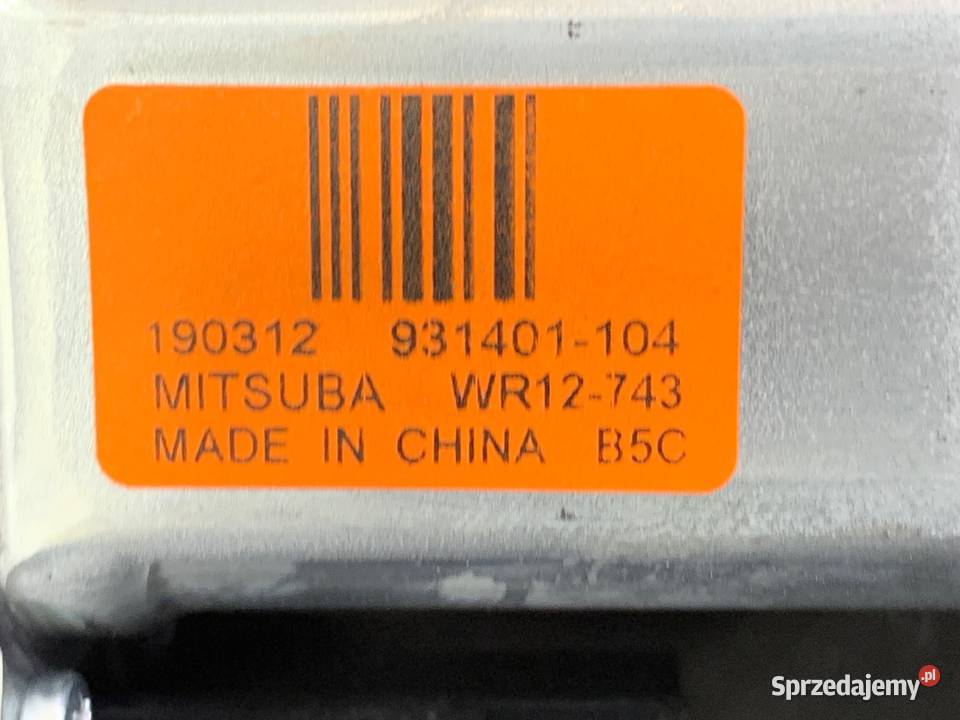 190312 931401-104
MITSUBA WR12-743
MADE IN CHINA B5C
Sprzedajemy.pl